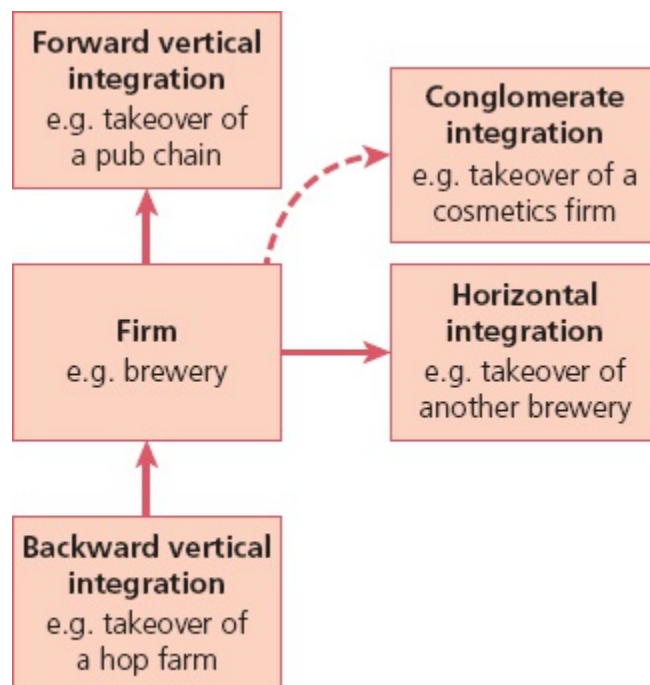 Forward vertical
integration
e.g. takeover of
a pub chain
Conglomerate
integration
e.g. takeover of a
cosmetics firm
Firm
e.g. brewery
Horizontal
integration
e.g. takeover of
another brewery
Backward vertical
integration
e.g. takeover of
a hop farm